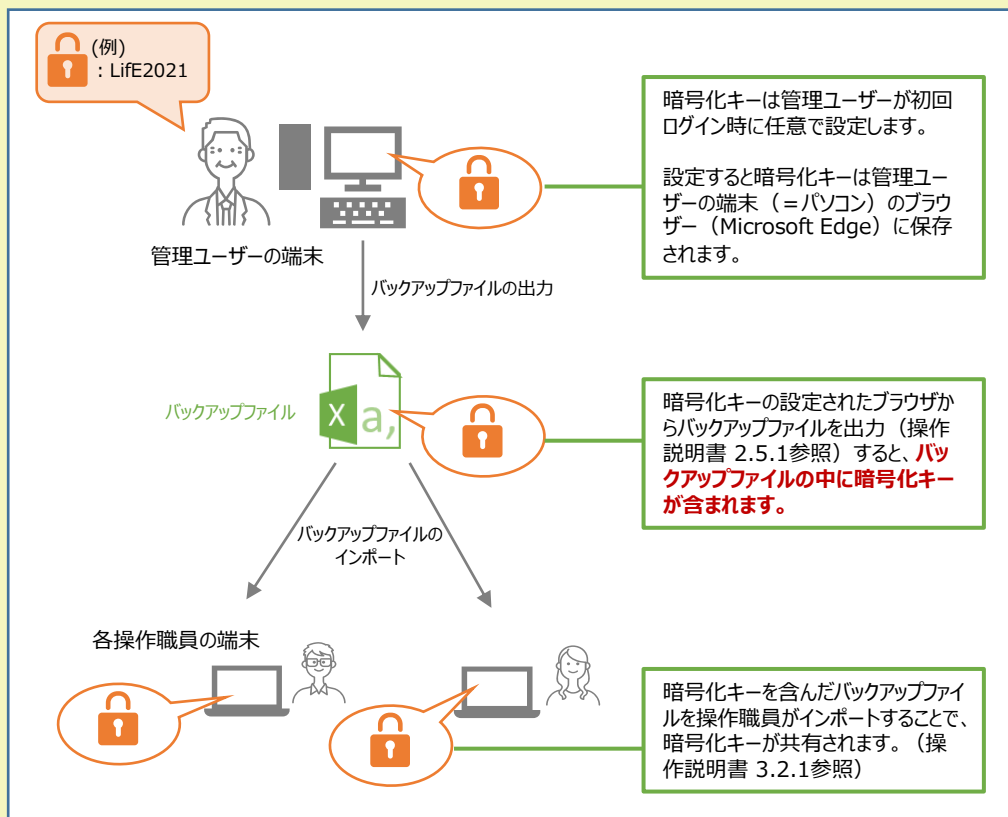 (例)
：LifE2021
暗号化キーは管理ユーザーが初回
ログイン時に任意で設定します。
設定すると暗号化キーは管理ユー
ザーの端末（＝パソコン）のブラウ
ザー（Microsoft Edge）に保存
されます。
管理ユーザーの端末
バックアップファイルの出力
バックアップファイル
X a,
暗号化キーの設定されたブラウザか
らバックアップファイルを出力（操作
説明書 2.5.1参照）すると、バッ
クアップファイルの中に暗号化キー
が含まれます。
バックアップファイルの
インポート
各操作職員の端末
暗号化キーを含んだバックアップファイ
ルを操作職員がインポートすることで、
暗号化キーが共有されます。（操
作説明書 3.2.1参照）